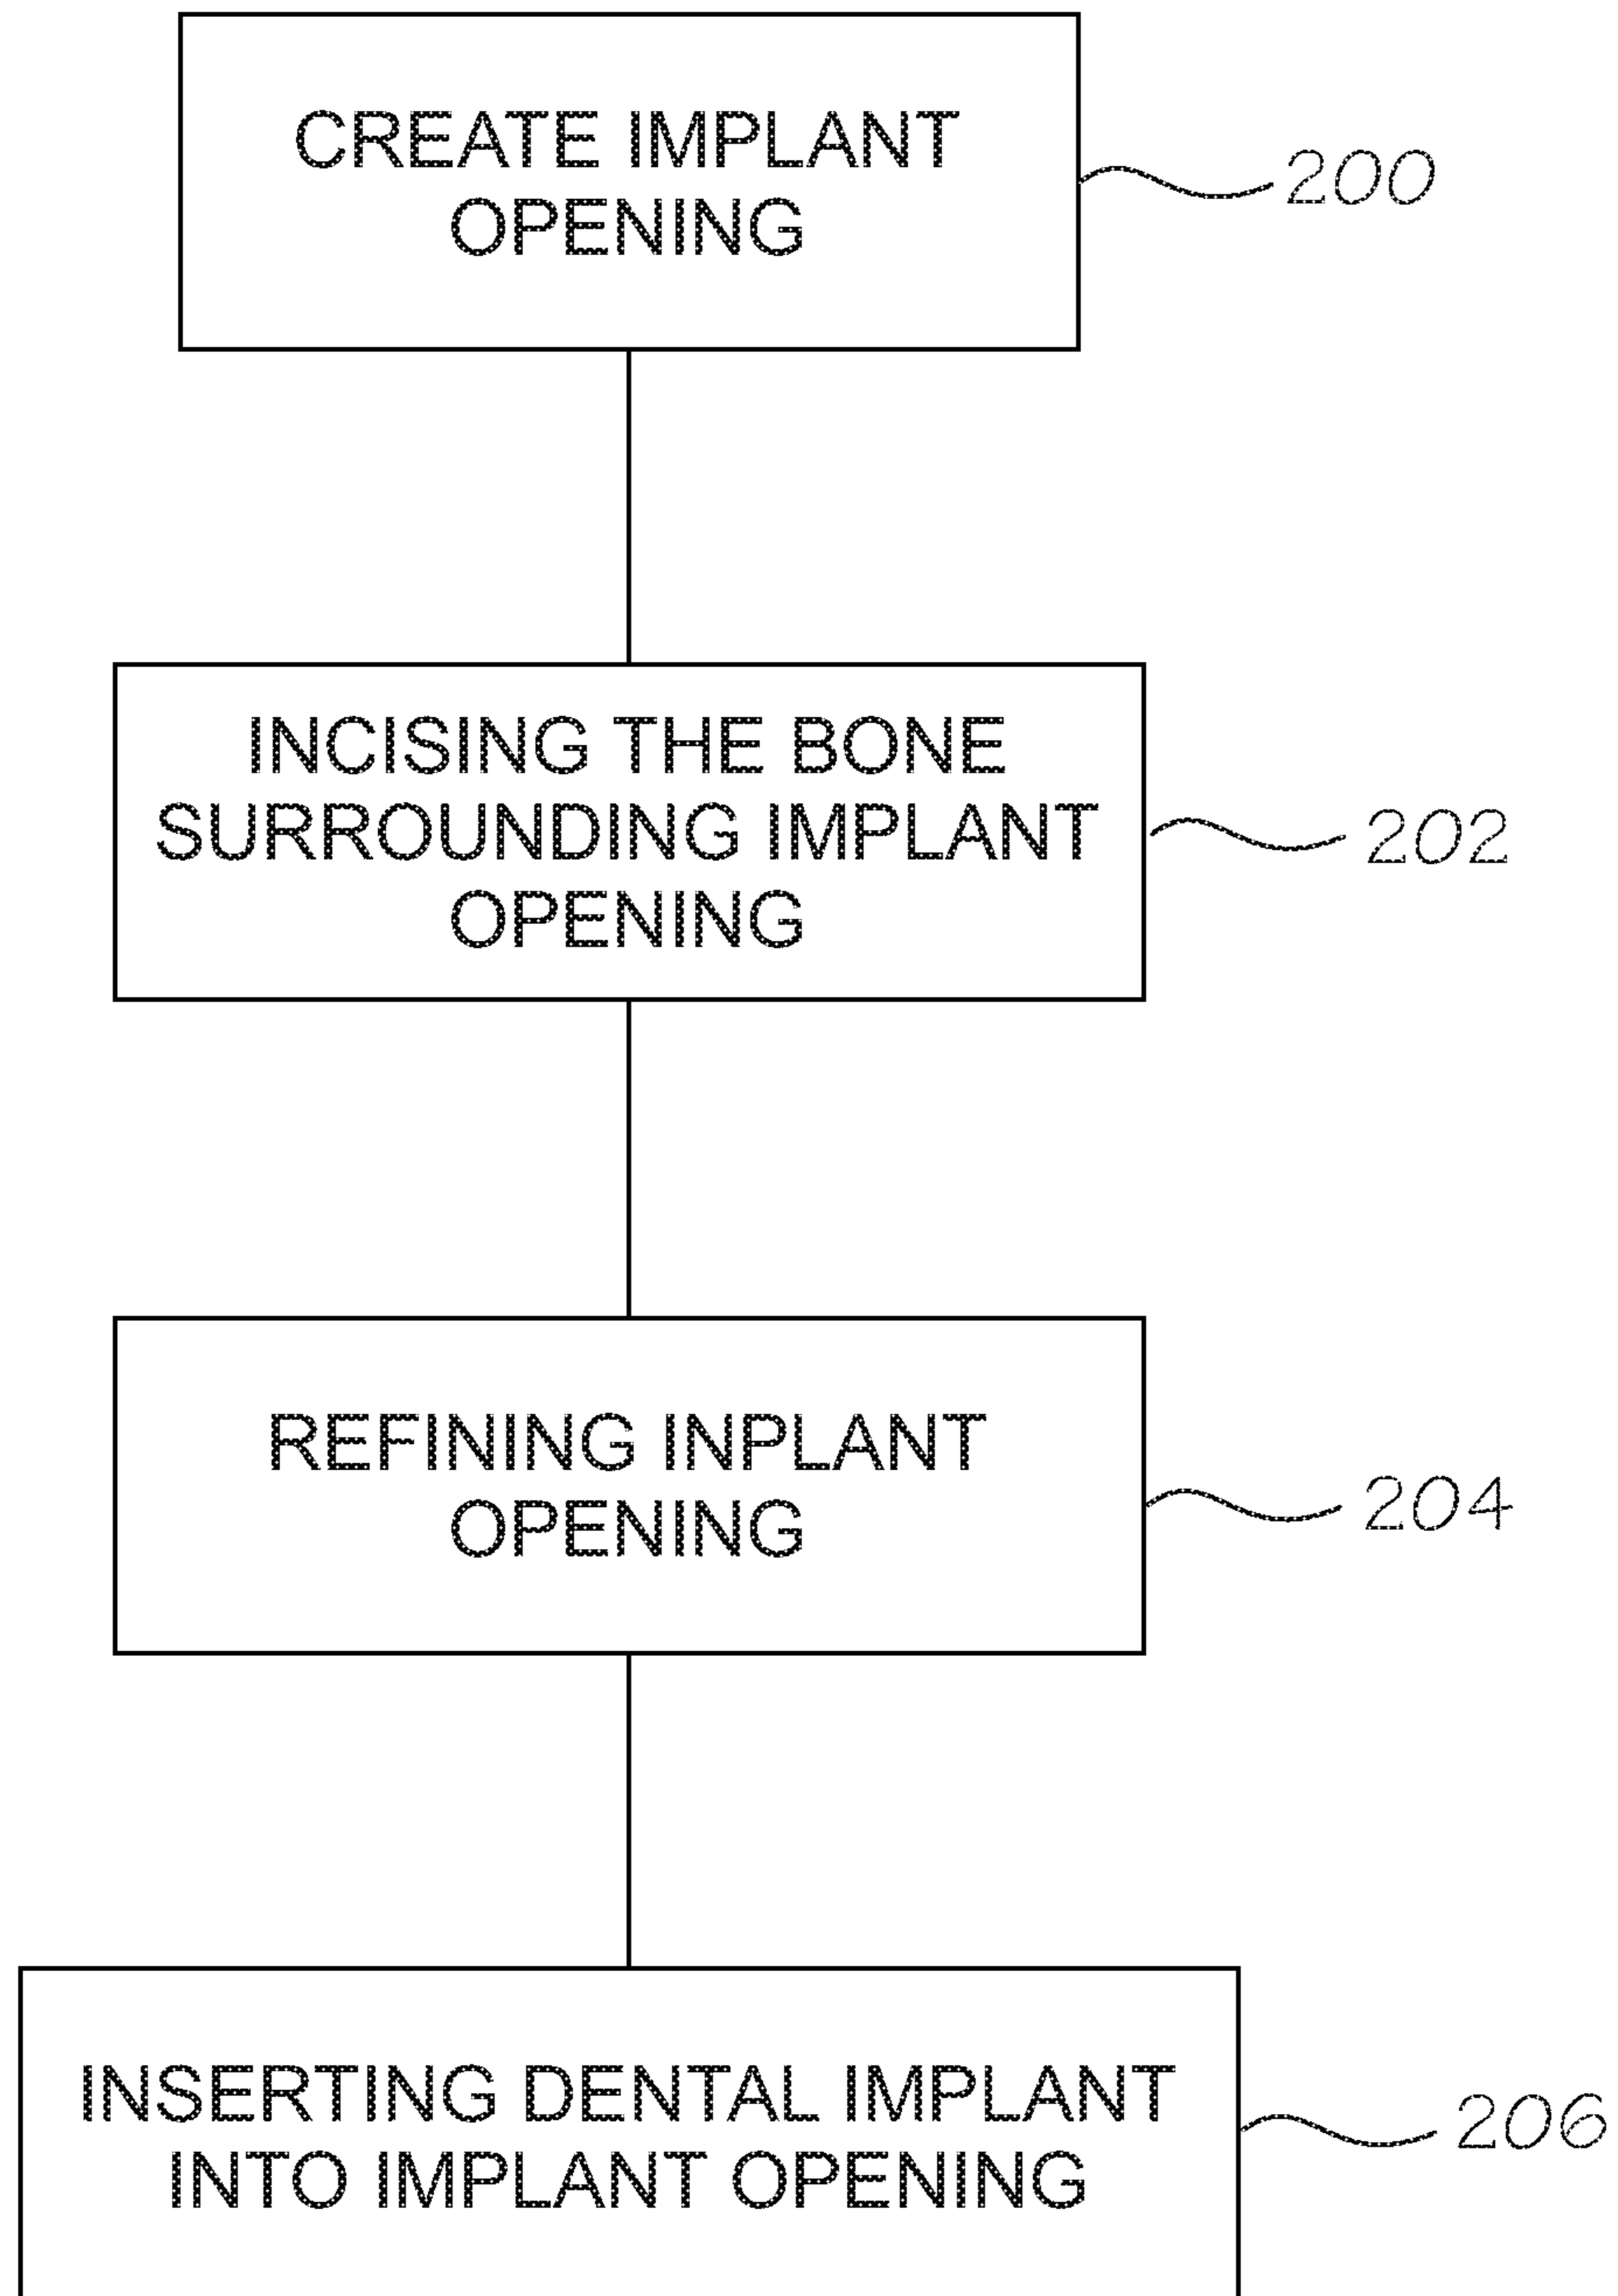 CREATE IMPLANT
OPENING
200
INCISING THE BONE
SURROUNDING IMPLANT
OPENING
202
REFINING INPLANT
OPENING
204
INSERTING DENTAL IMPLANT
INTO IMPLANT OPENING
206